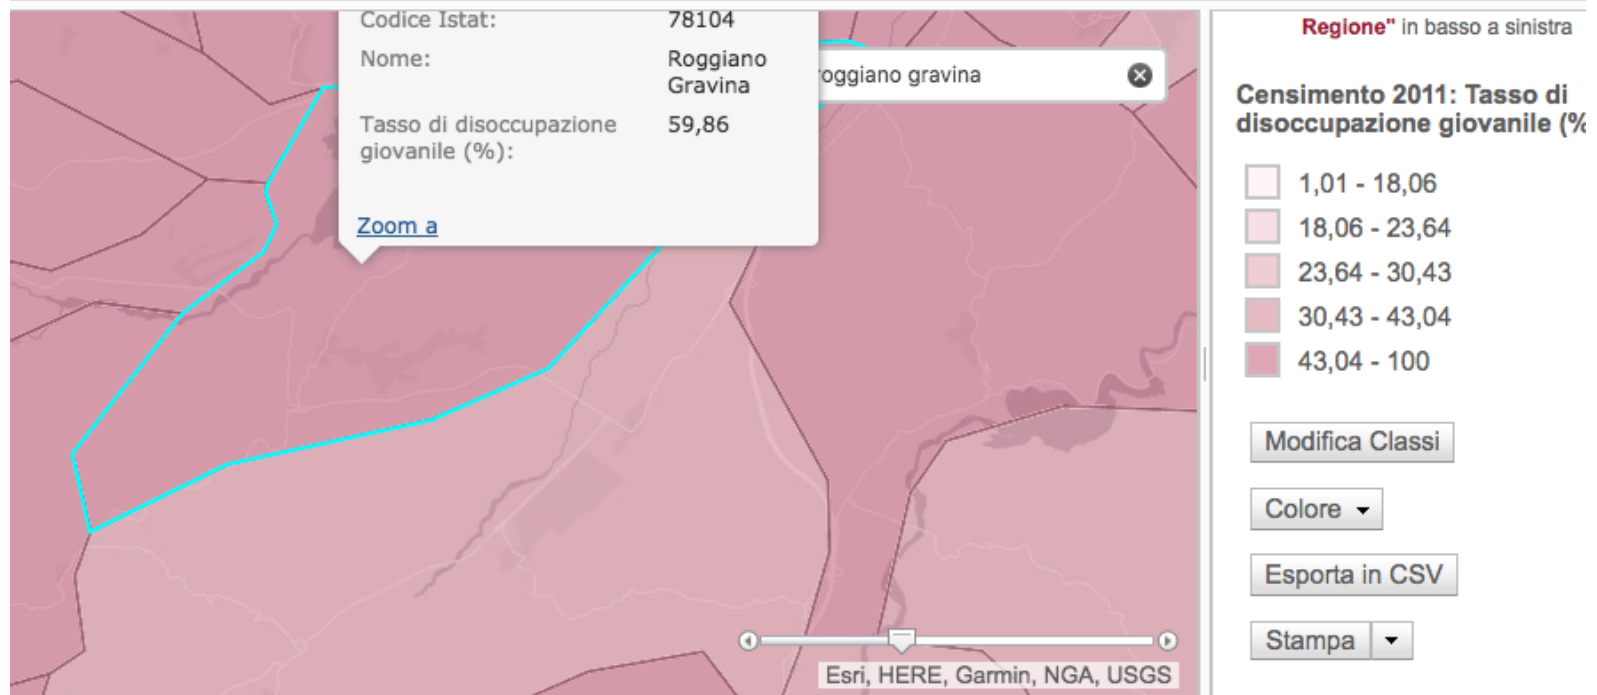 Codice Istat: 78104
Nome: Roggiano
Gravina
Tasso di disoccupazione 59,86
giovanile (%):
Zoom a
roggiano gravina
Esri, HERE, Garmin, NGA, USGS
Regione" in basso a sinistra
Censimento 2011: Tasso di
disoccupazione giovanile (%
1,01 - 18,06
18,06 - 23,64
23,64 - 30,43
30,43 - 43,04
43,04 - 100
Modifica Classi
Colore
Esporta in CSV
Stampa